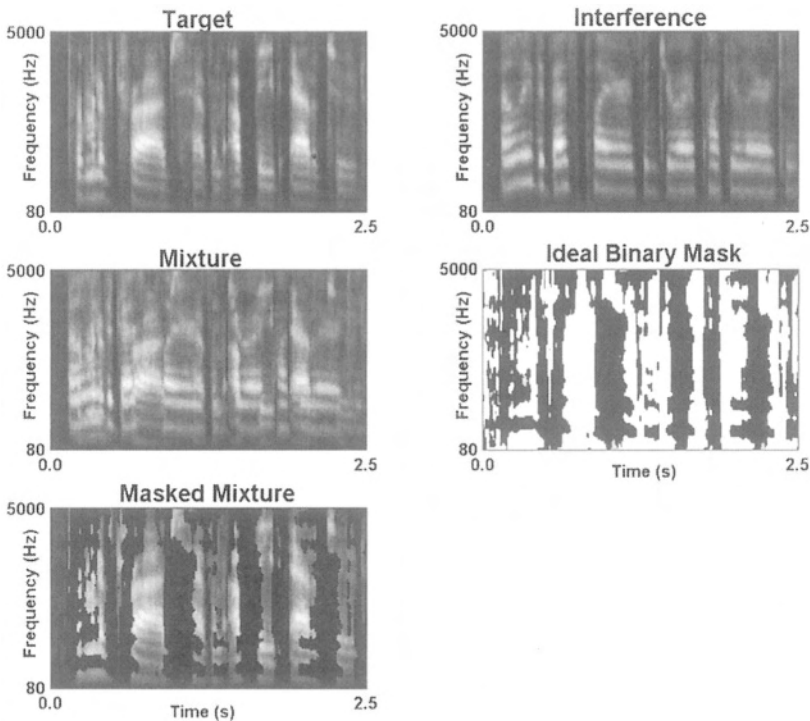 Target
5000
Frequency (Hz)
80
0.0
2.5
Interference
5000
Frequency (Hz)
80
0.0
2.5
Mixture
5000
Frequency (Hz)
80
0.0
2.5
Ideal Binary Mask
5000
80
0.0
Time (s)
2.5
Masked Mixture
5000
Frequency (Hz)
80
0.0
Time (s)
2.5